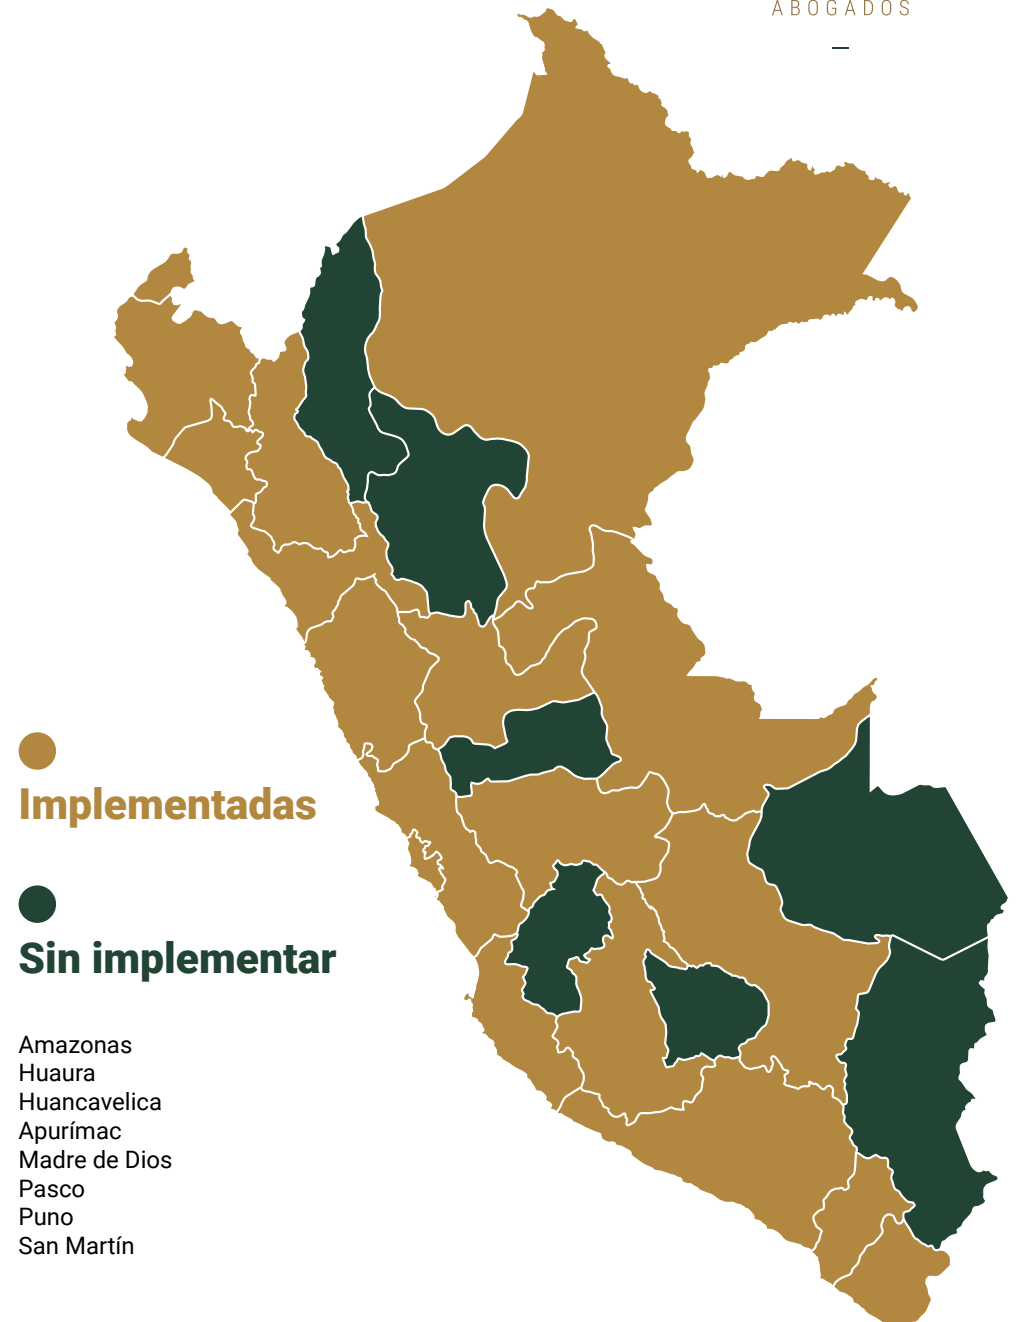 ABOGADOS
Implementadas
Sin implementar
Amazonas
Huaura
Huancavelica
Apurímac
Madre de Dios
Pasco
Puno
San Martín